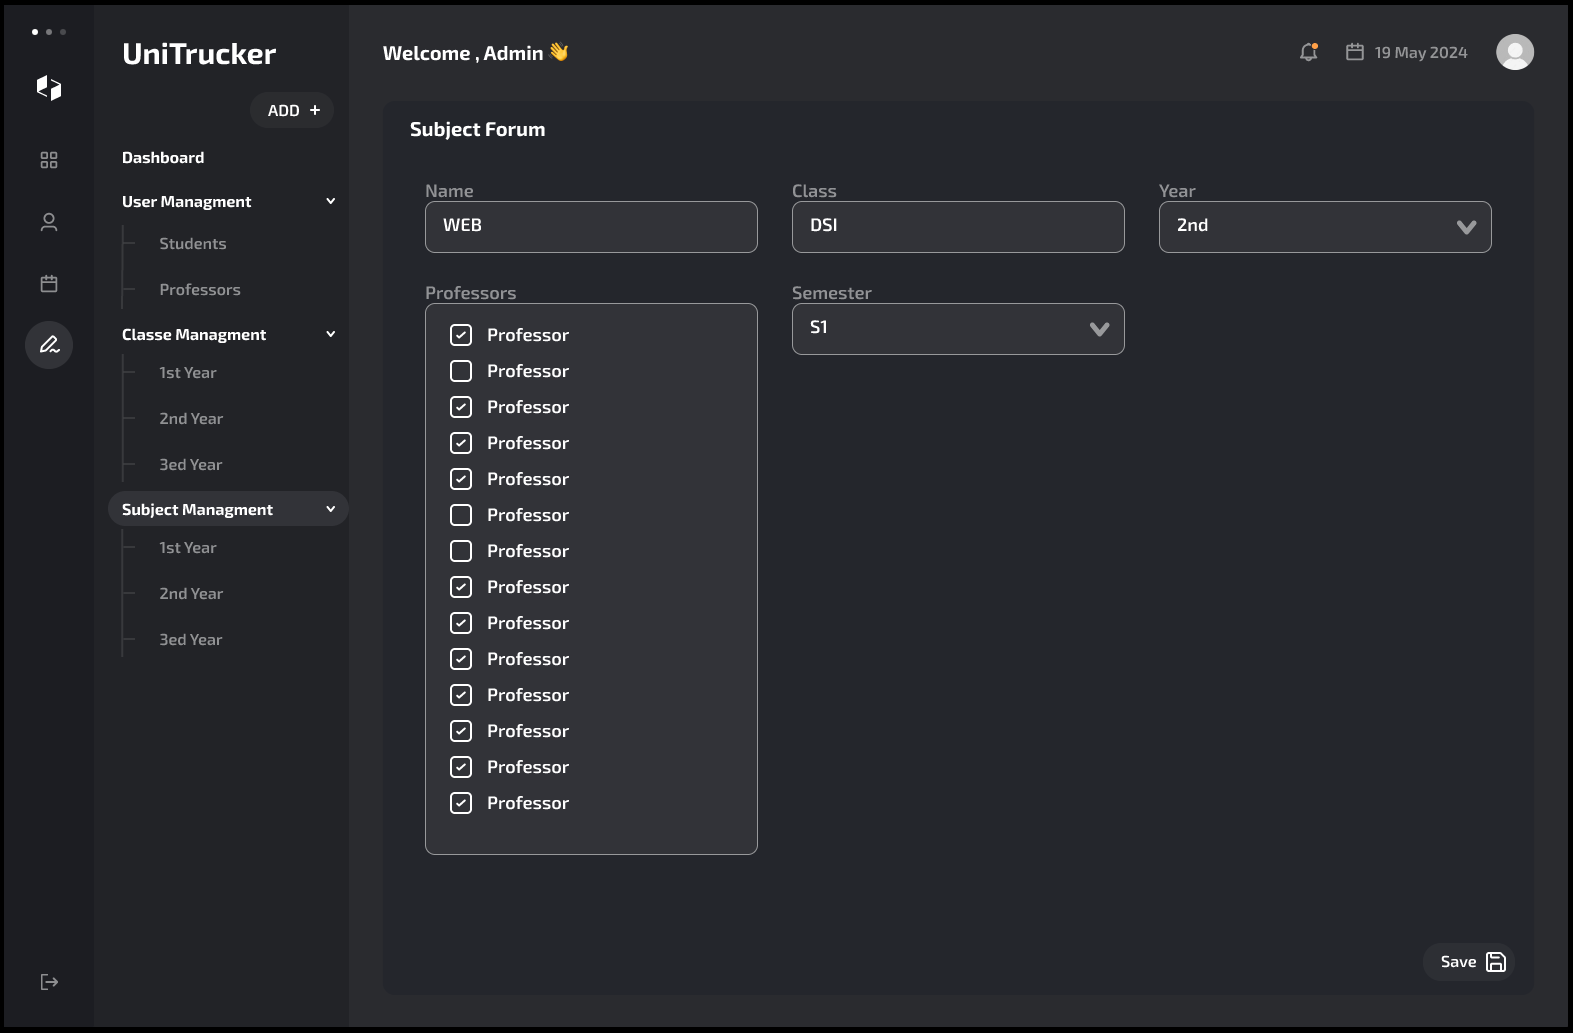 UniTrucker
ADD +
Dashboard
User Managment
Students
Professors
Classe Managment
1st Year
2nd Year
3ed Year
Subject Managment
1st Year
2nd Year
3ed Year
Welcome , Admin 👋
19 May 2024
Subject Forum
Name
WEB
Class
DSI
Year
2nd
Professors
Professor
Professor
Professor
Professor
Professor
Professor
Professor
Professor
Professor
Professor
Professor
Professor
Professor
Professor
Semester
S1
Save